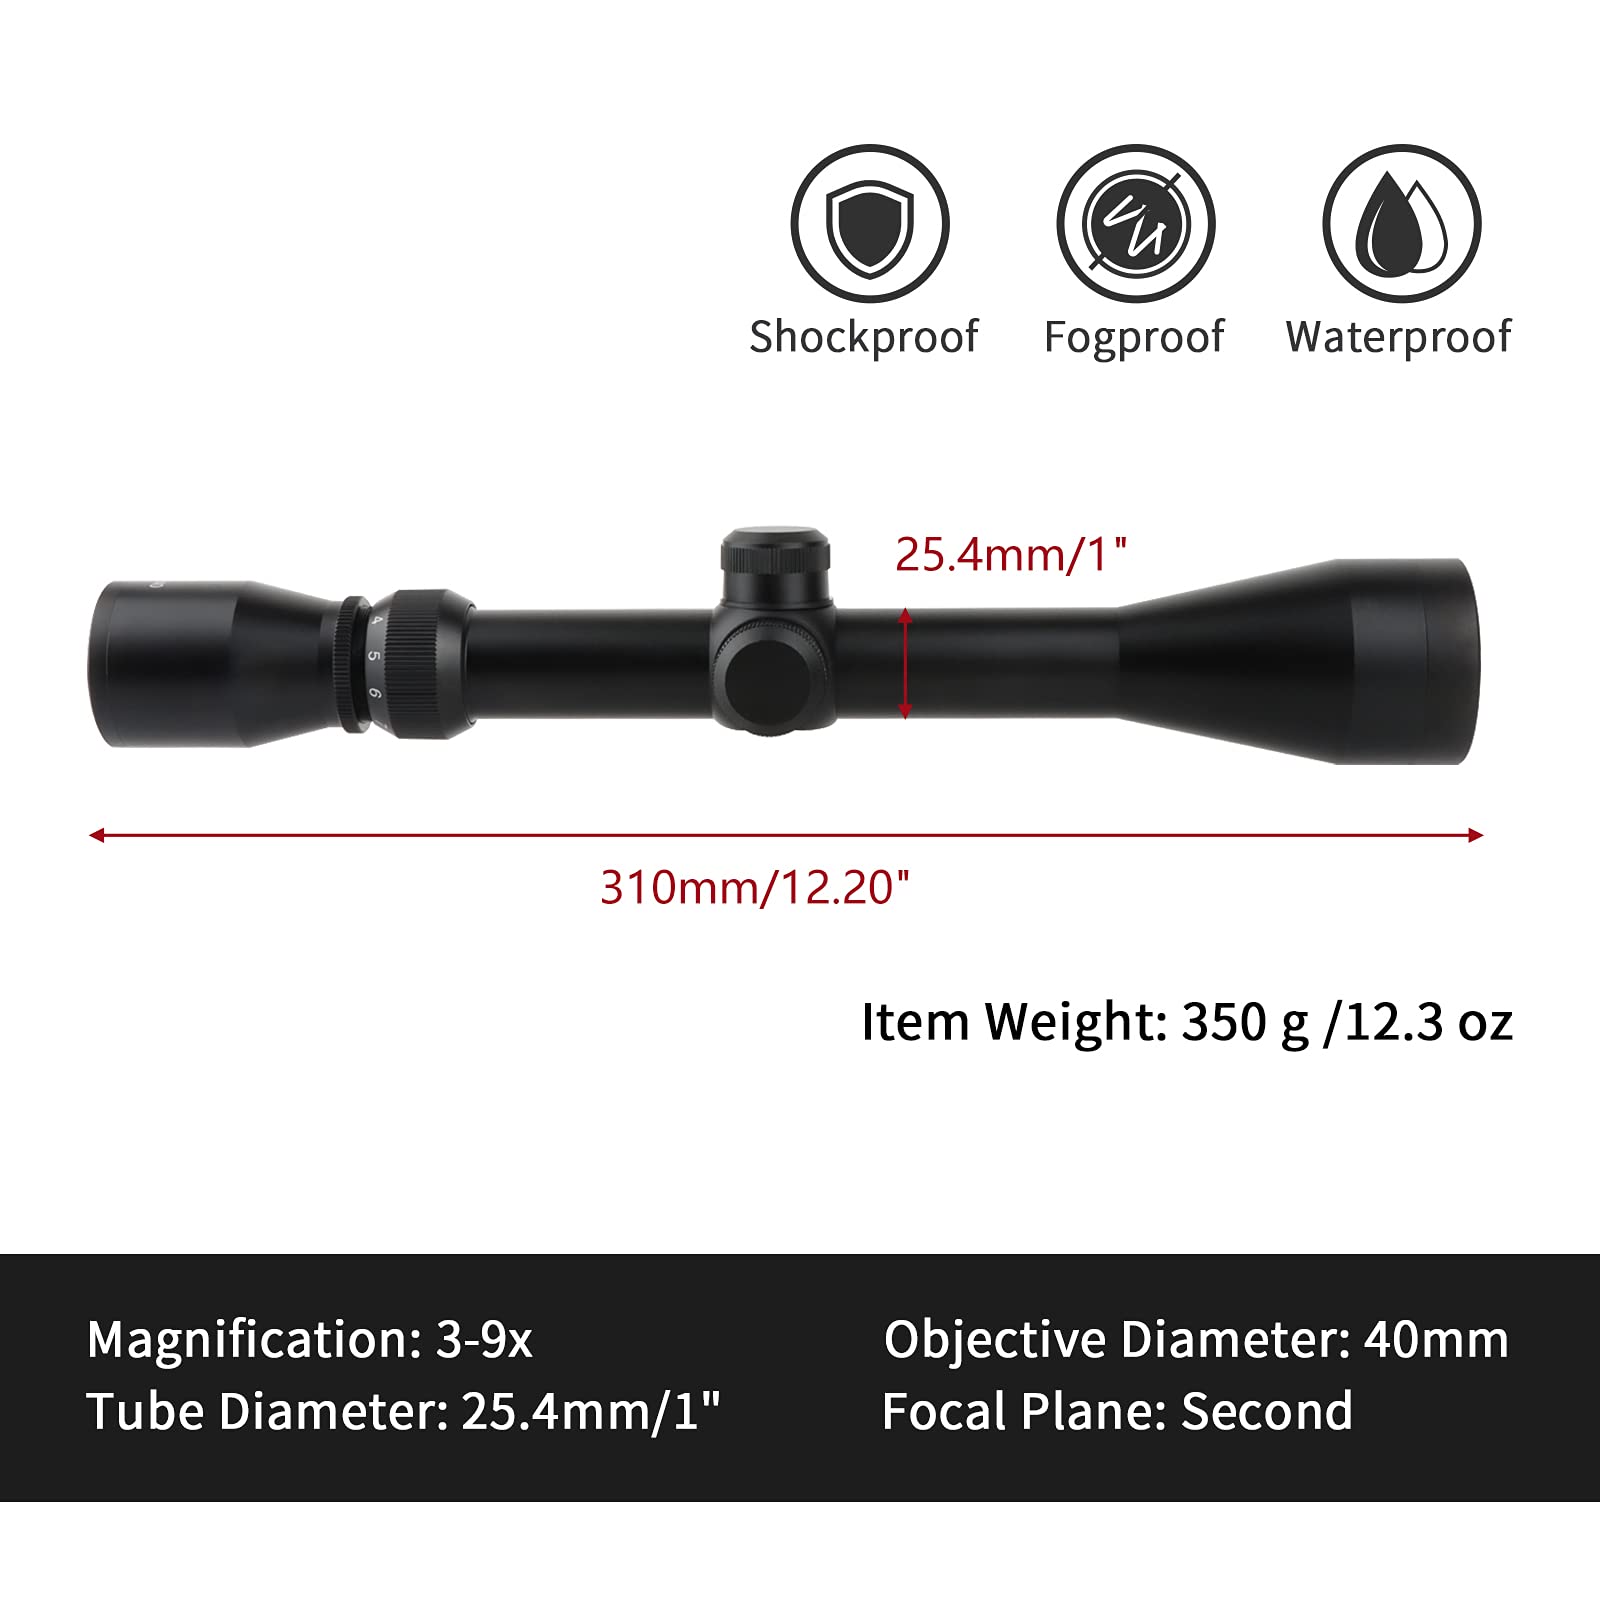 Shockproof Fogproof Waterproof
25.4mm/1"
4
5
6
310mm/12.20"
Item Weight: 350 g /12.3 oz
Magnification: 3-9x Objective Diameter: 40mm
Tube Diameter: 25.4mm/1" Focal Plane: Second